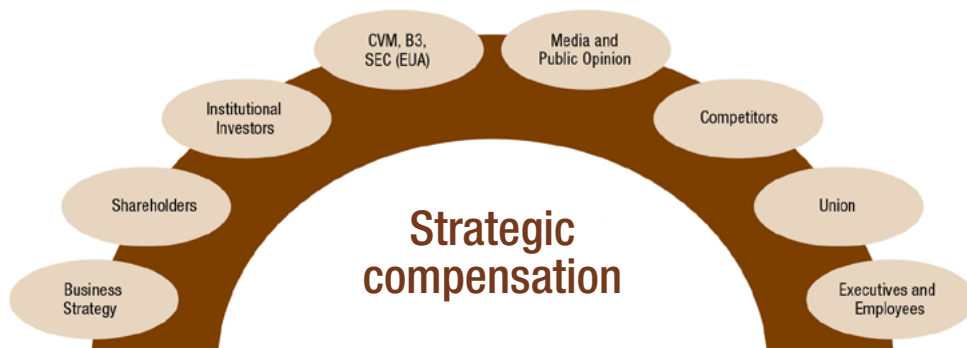 CVM, B3,
SEC (EUA)
Media and
Public Opinion
Institutional
Investors
Competitors
Shareholders
Union
Strategic
compensation
Business
Strategy
Executives and
Employees